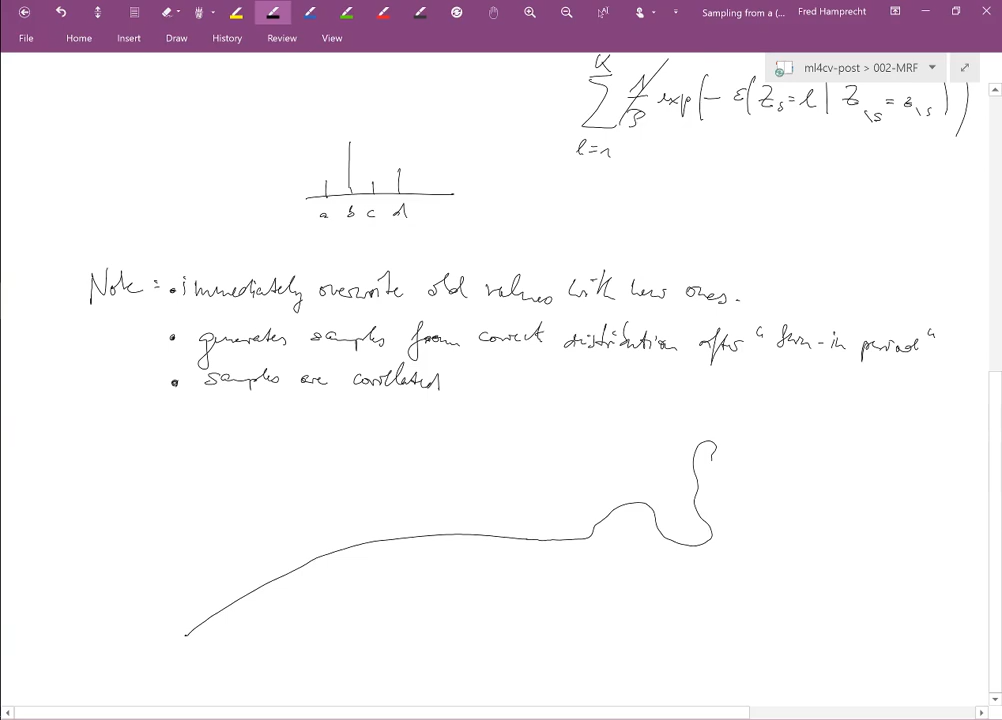 Sampling from a (...
Fred Hamprecht
File Home Insert Draw History Review View
ml4cv-post > 002-MRF
K
∑ 1/3 exp(- ε(Z_s = l | Z_\s = z_\s))
l=1
a b c d
Note: • immediately overwrite old values with new ones.
• generates samples from correct distribution after "burn-in period"
• samples are correlated